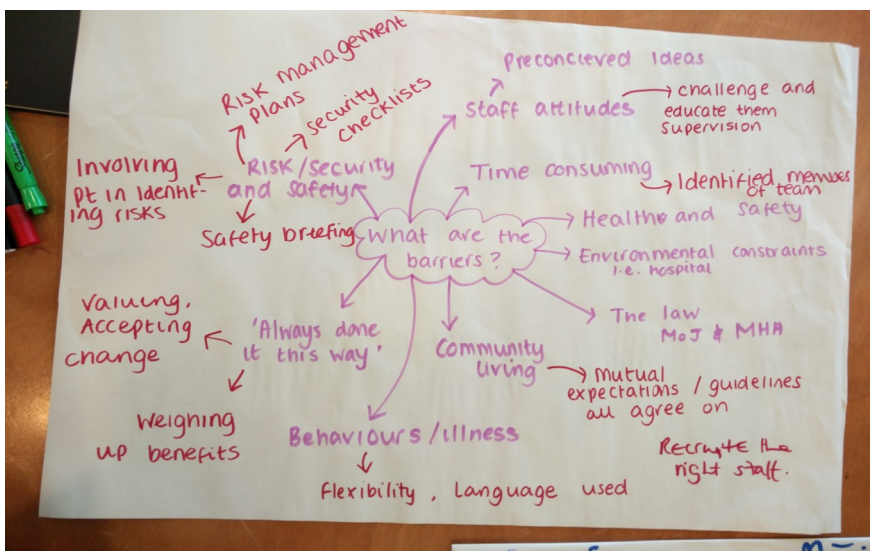 Risk management
plans
security
checklists
Risk/security
and safety
Involving
pt in identif-
ing risks
Safety briefing
Preconcieved Ideas
Staff attitudes
challenge and
educate them
supervision
Time consuming
Identified members
of team
Health and safety
Environmental constraints
i.e. hospital
What are the
barriers?
The law
MoJ & MHA
Valuing,
Accepting
change
'Always done
it this way'
Weighing
up benefits
Community
living
Mutual
expectations / guidelines
all agree on
Behaviours/illness
Flexibility, Language used
Recruite the
right staff.